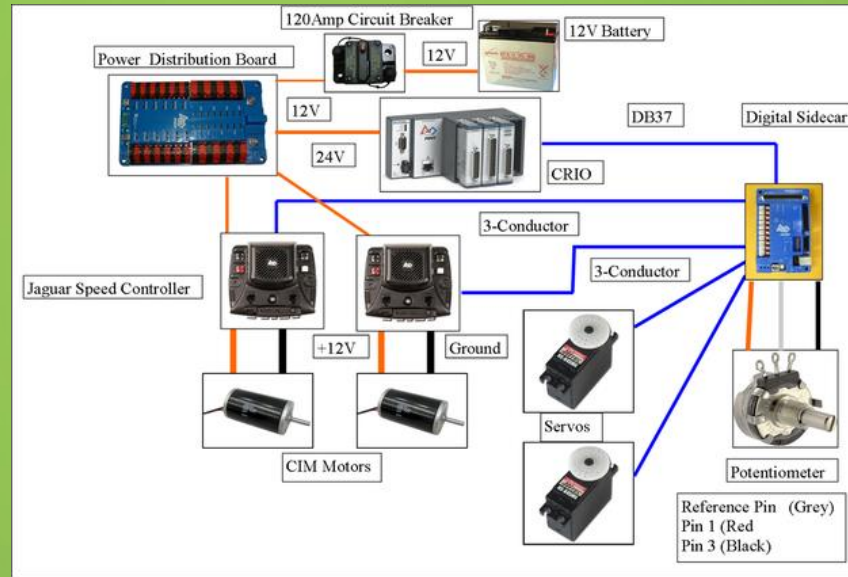 120Amp Circuit Breaker
12V
12V Battery
Power Distribution Board
12V
24V
CRIO
DB37
Digital Sidecar
3-Conductor
3-Conductor
Jaguar Speed Controller
+12V
Ground
CIM Motors
Servos
Potentiometer
Reference Pin (Grey)
Pin 1 (Red
Pin 3 (Black)